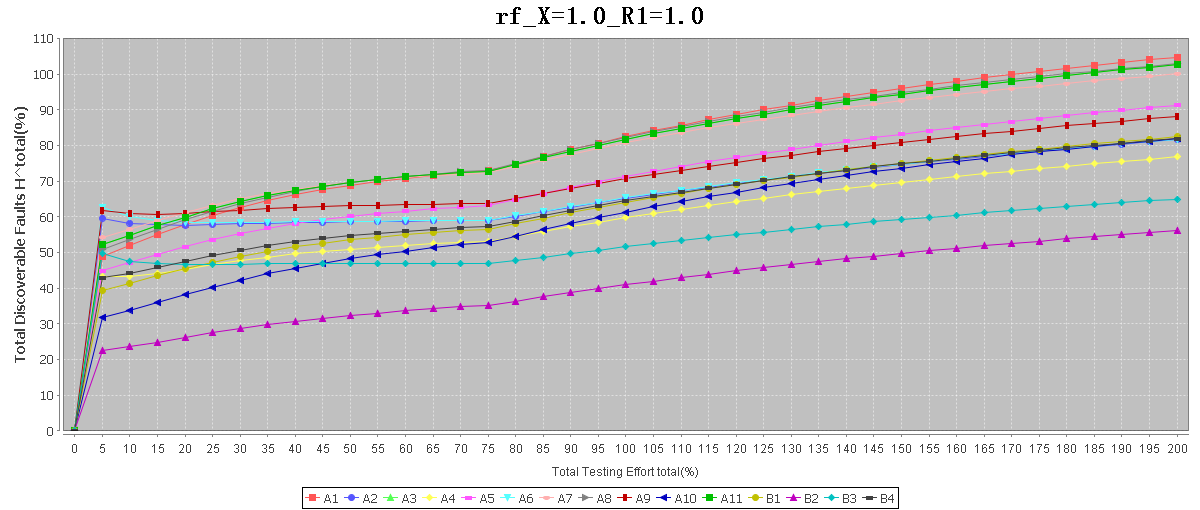 rf_X=1.0_R1=1.0
Total Discoverable Faults H^total(%)
110
100
90
80
70
60
50
40
30
20
10
0
0 5 10 15 20 25 30 35 40 45 50 55 60 65 70 75 80 85 90 95 100 105 110 115 120 125 130 135 140 145 150 155 160 165 170 175 180 185 190 195 200
Total Testing Effort total(%)
A1 A2 A3 A4 A5 A6 A7 A8 A9 A10 A11 B1 B2 B3 B4